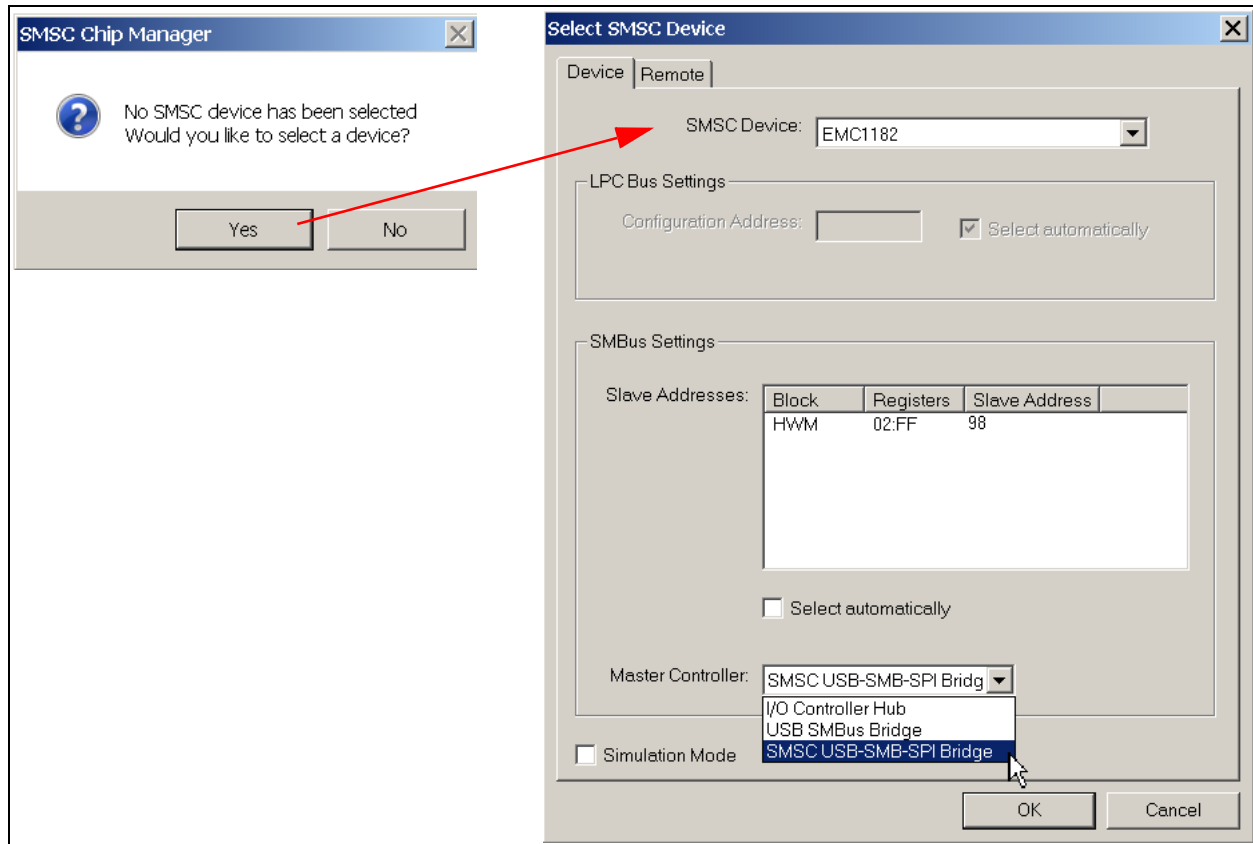 SMSC Chip Manager
No SMSC device has been selected
Would you like to select a device?
Yes
No
Select SMSC Device
Device
Remote
SMSC Device:
EMC1182
LPC Bus Settings
Configuration Address:
Select automatically
SMBus Settings
Slave Addresses:
Block Registers Slave Address
HWM 02:FF 98
Select automatically
Master Controller:
SMSC USB-SMB-SPI Bridg
I/O Controller Hub
USB SMBus Bridge
SMSC USB-SMB-SPI Bridge
Simulation Mode
OK
Cancel